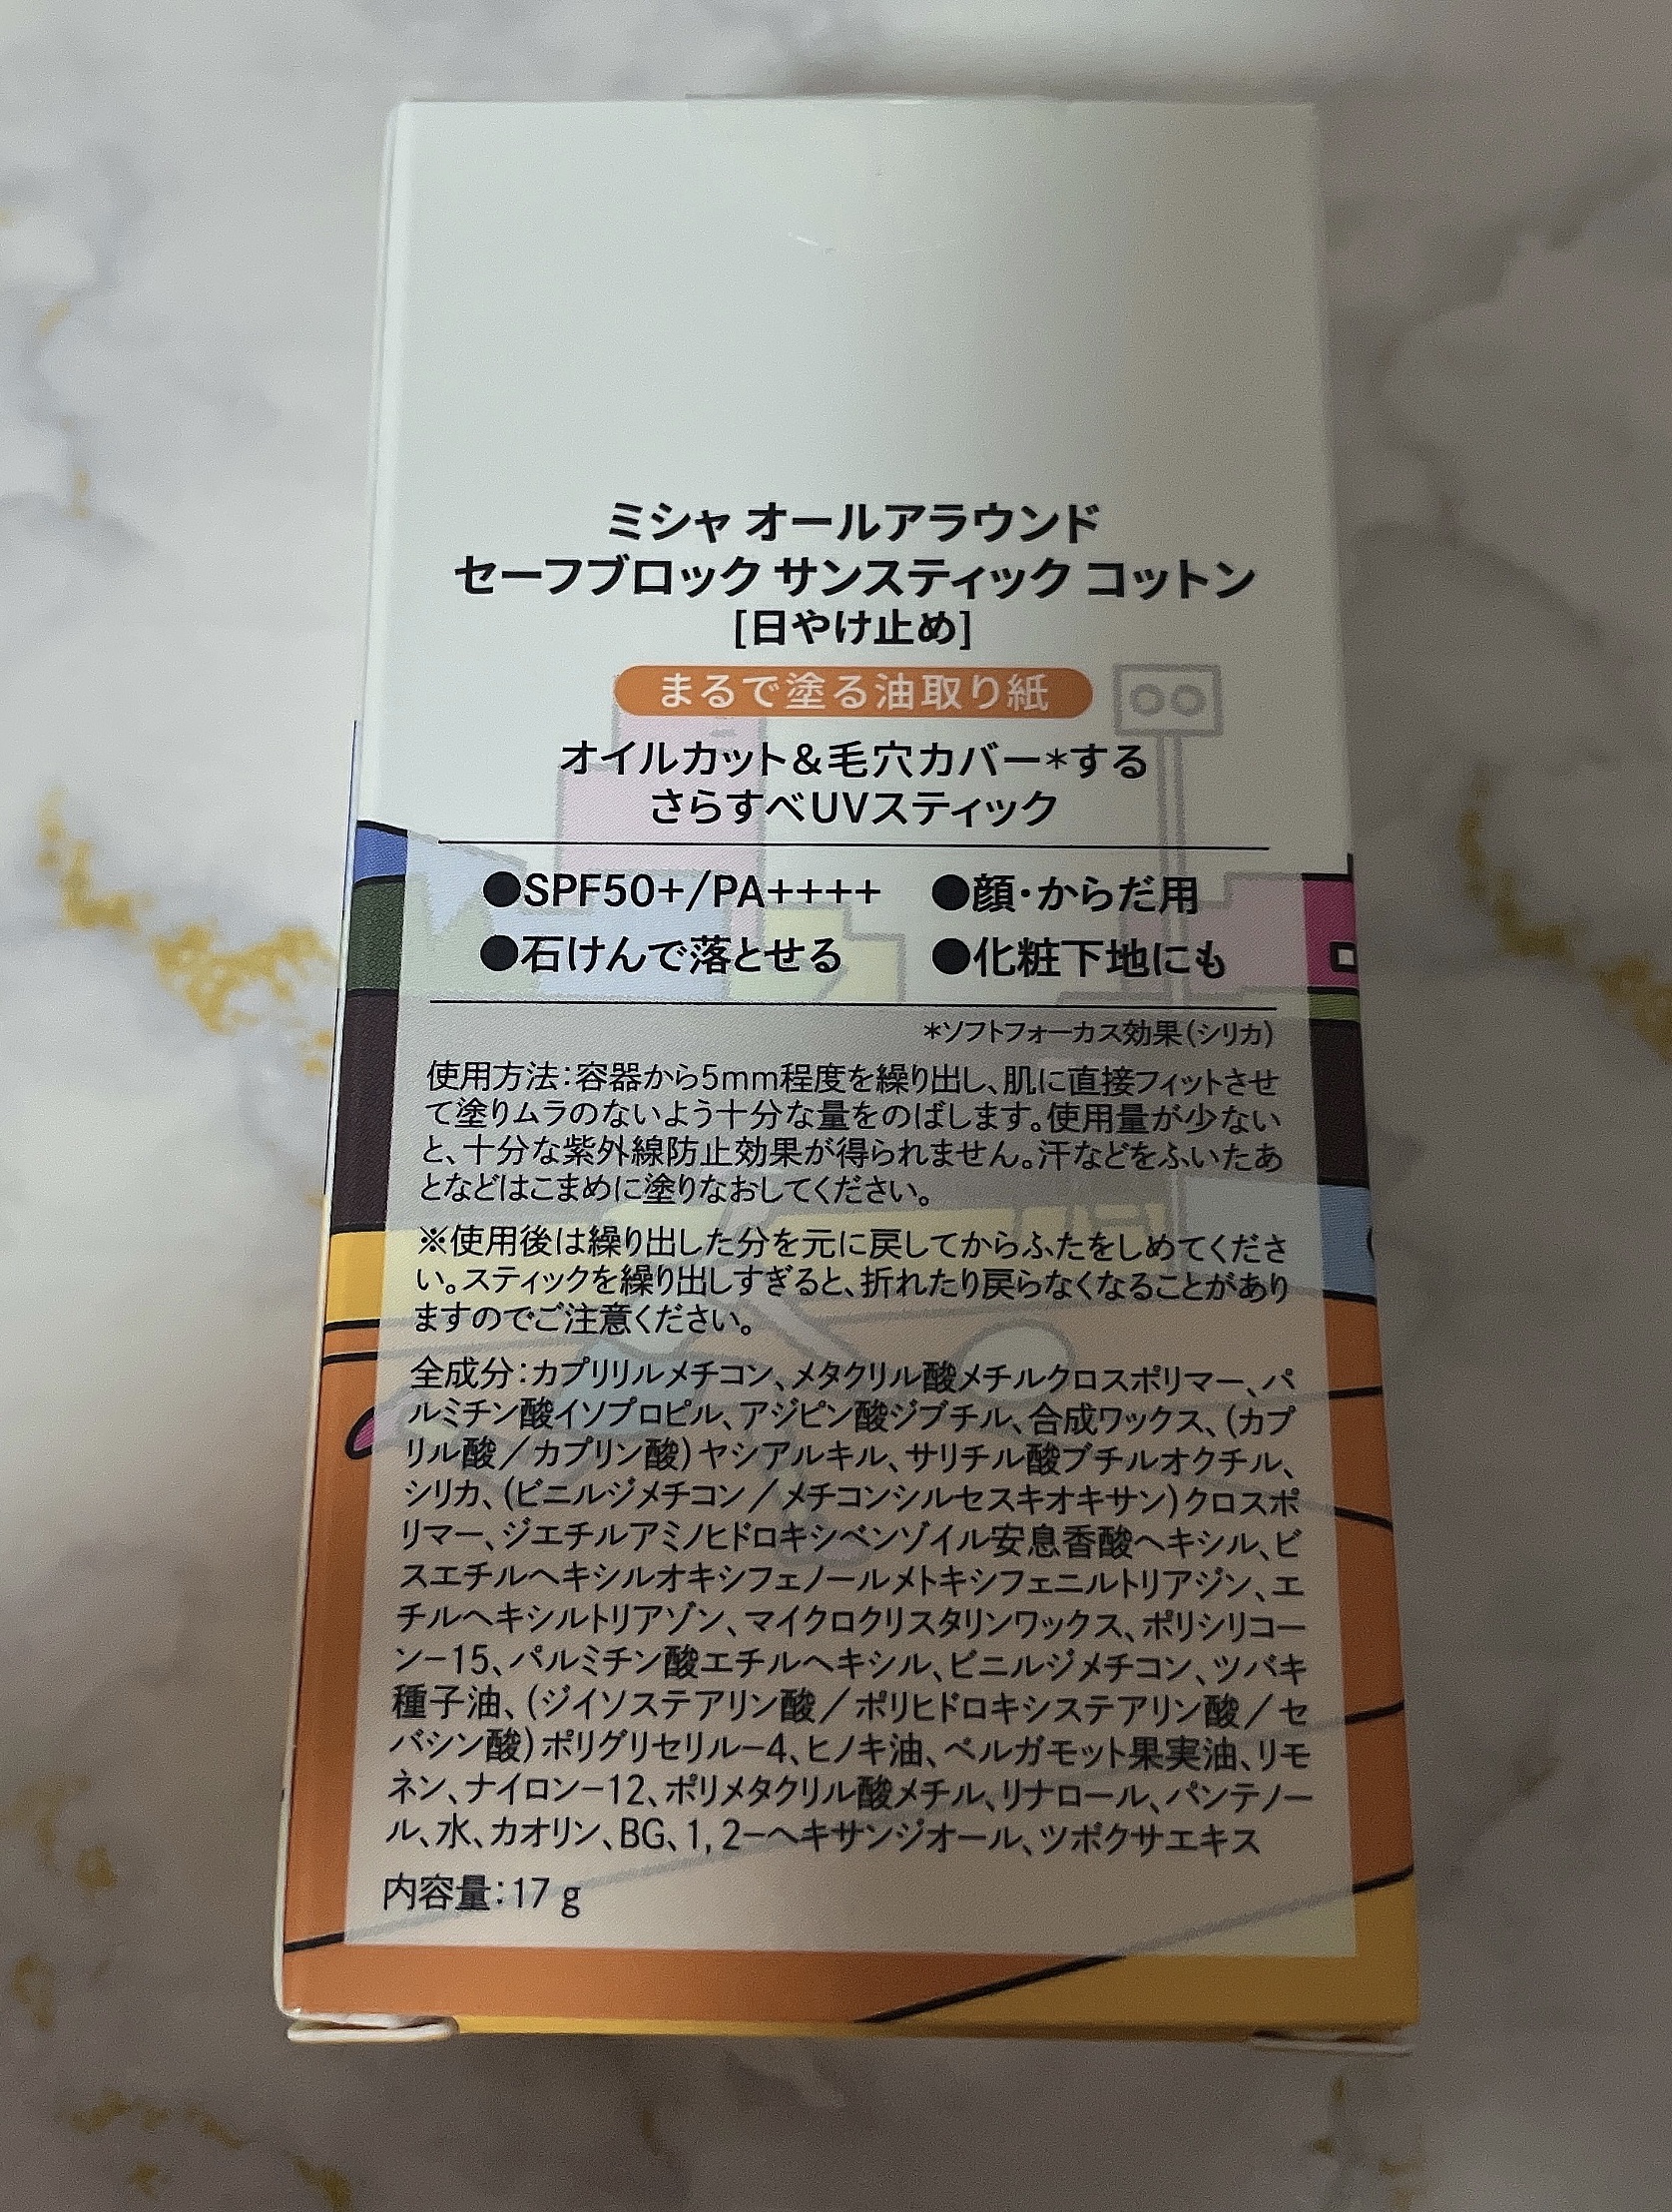 ミシャ オールアラウンド
セーフブロック サンスティック コットン
[日やけ止め]
まるで塗る油取り紙
オイルカット&毛穴カバー*する
さらすべUVスティック
●SPF50+/PA++++ ●顔・からだ用
●石けんで落とせる ●化粧下地にも
*ソフトフォーカス効果(シリカ)
使用方法:容器から5mm程度を繰り出し、肌に直接フィットさせ
て塗りムラのないよう十分な量をのばします。使用量が少ない
と、十分な紫外線防止効果が得られません。汗などをふいたあ
となどはこまめに塗りなおしてください。
※使用後は繰り出した分を元に戻してからふたをしめてくださ
い。スティックを繰り出しすぎると、折れたり戻らなくなることがあり
ますのでご注意ください。
全成分:カプリリルメチコン、メタクリル酸メチルクロスポリマー、パ
ルミチン酸イソプロピル、アジピン酸ジブチル、合成ワックス、(カプ
リル酸/カプリン酸)ヤシアルキル、サリチル酸ブチルオクチル、
シリカ、(ビニルジメチコン/メチコンシルセスキオキサン)クロスポ
リマー、ジエチルアミノヒドロキシベンゾイル安息香酸ヘキシル、ビ
スエチルヘキシルオキシフェノールメトキシフェニルトリアジン、エ
チルヘキシルトリアゾン、マイクロクリスタリンワックス、ポリシリコー
ン-15、パルミチン酸エチルヘキシル、ビニルジメチコン、ツバキ
種子油、(ジイソステアリン酸/ポリヒドロキシステアリン酸/セ
バシン酸)ポリグリセリル-4、ヒノキ油、ベルガモット果実油、リモ
ネン、ナイロン-12、ポリメタクリル酸メチル、リナロール、パンテノー
ル、水、カオリン、BG、1,2-ヘキサンジオール、ツボクサエキス
内容量:17 g